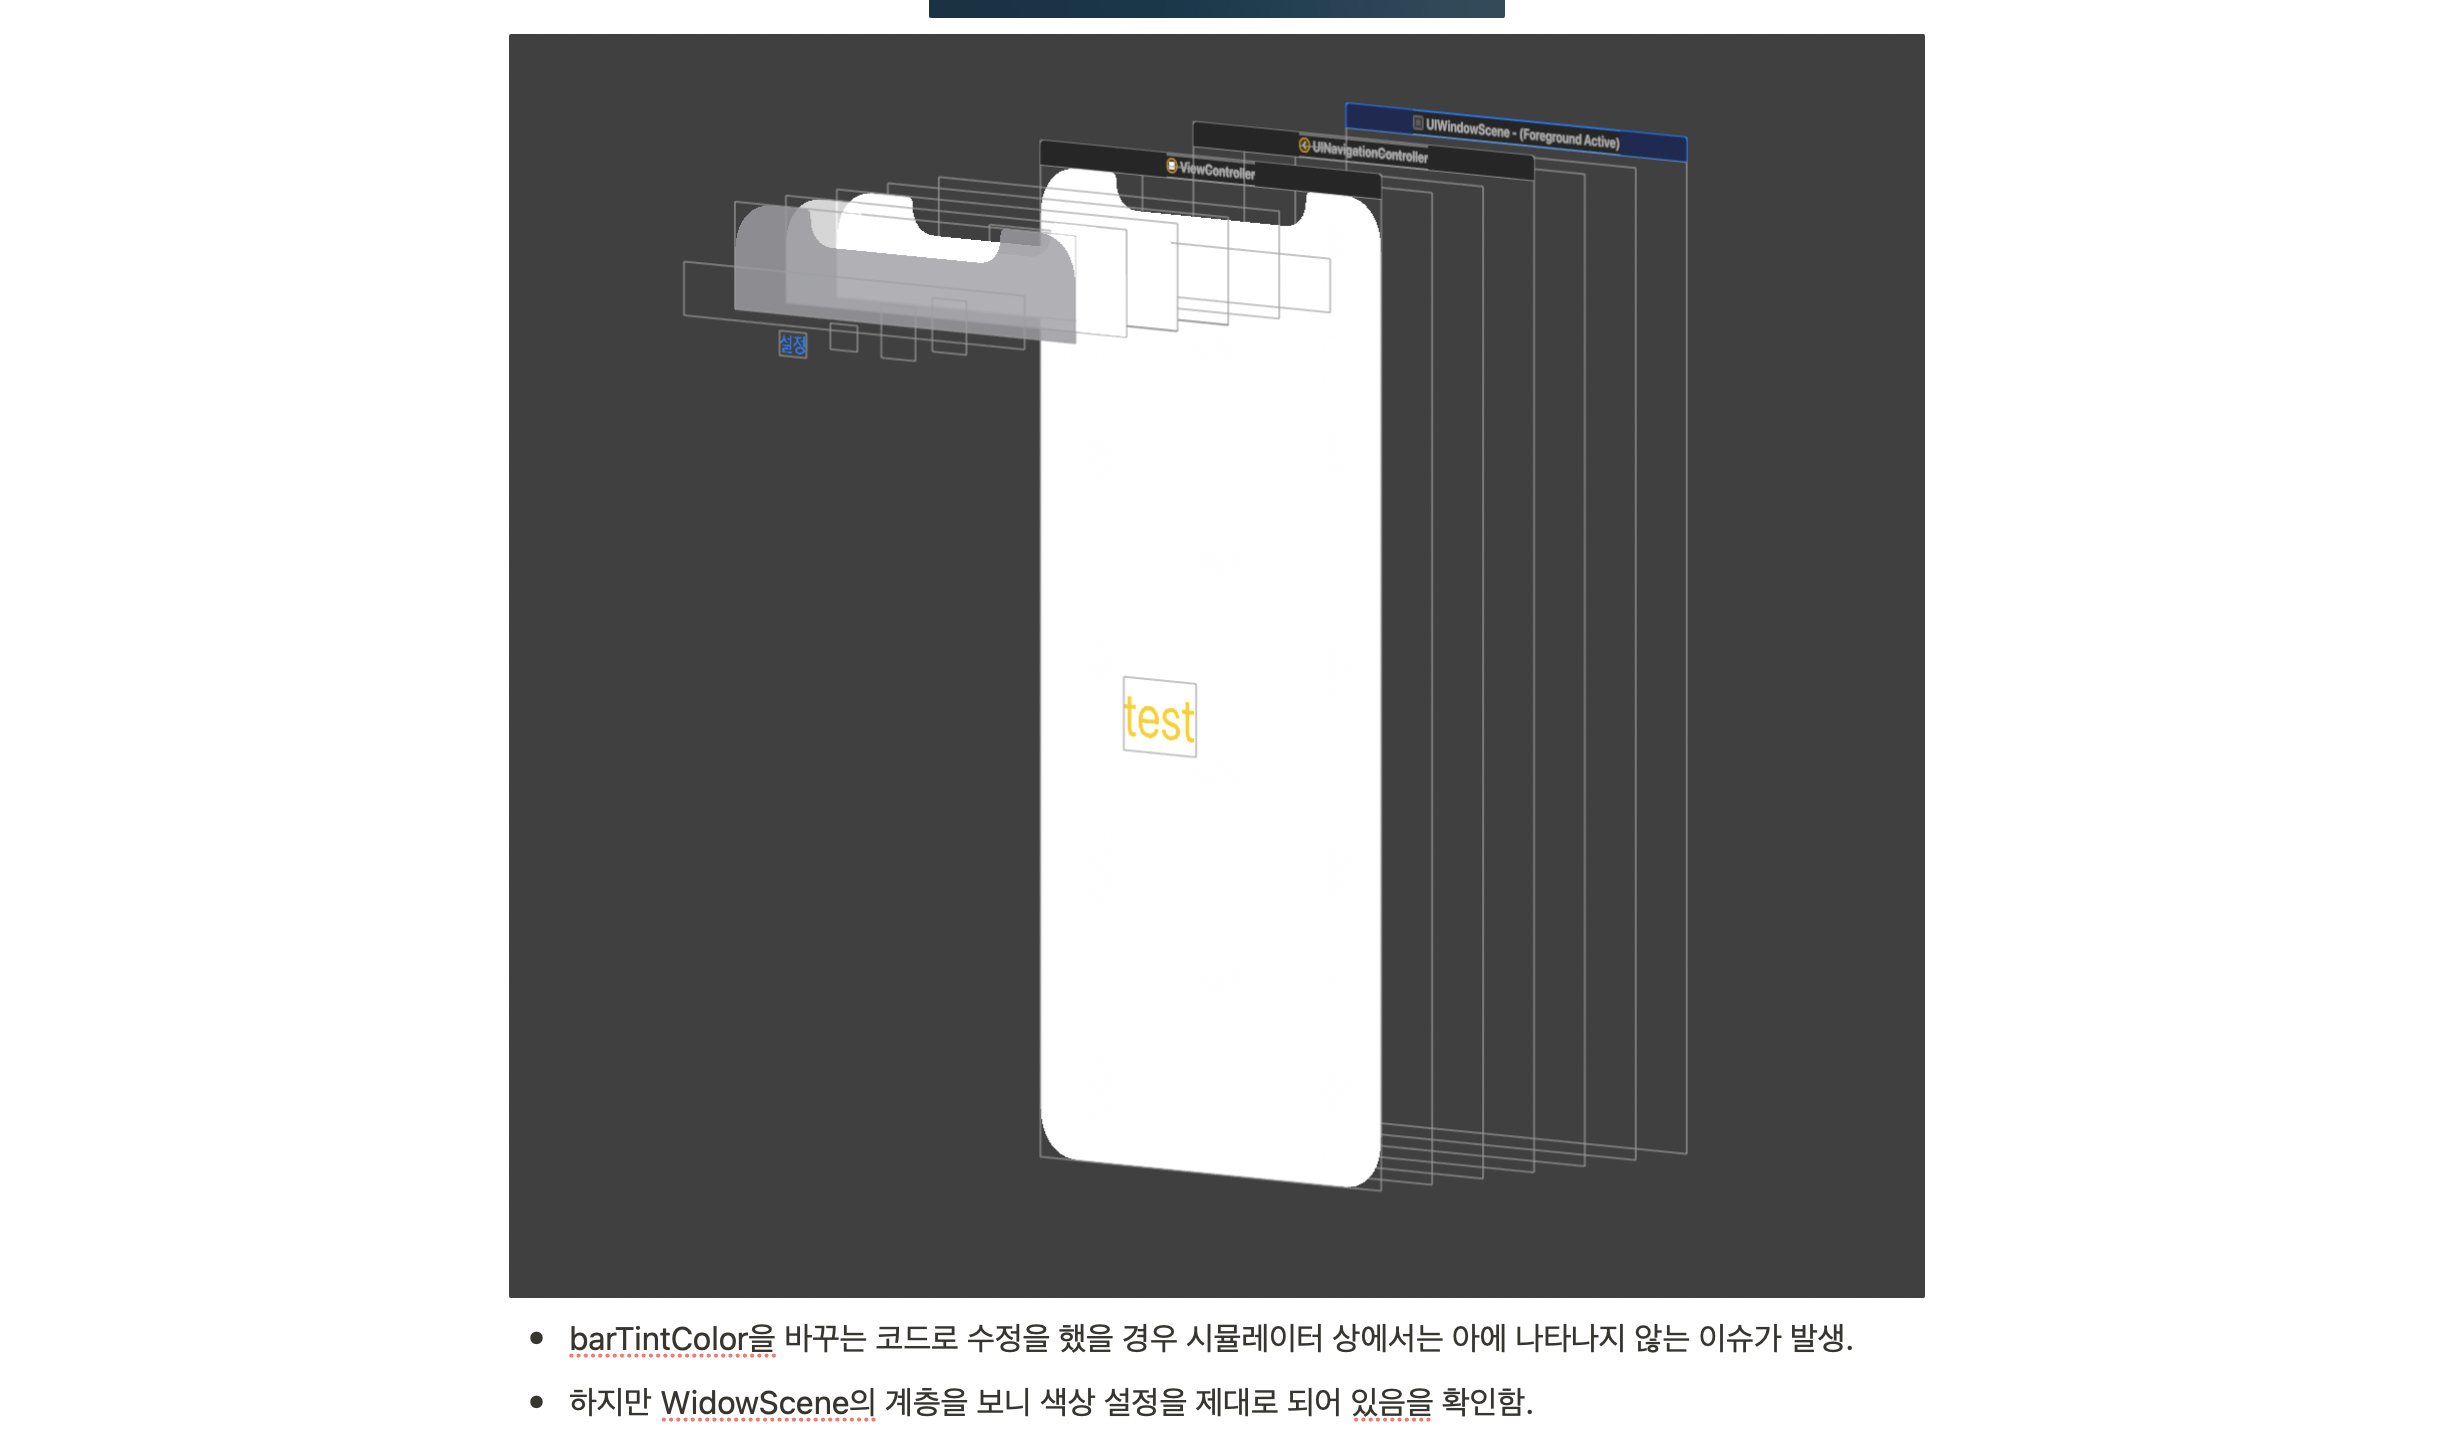 UIWindowScene - (Foreground Active)
UINavigationController
ViewController
설정
test
• barTintColor을 바꾸는 코드로 수정을 했을 경우 시뮬레이터 상에서는 아에 나타나지 않는 이슈가 발생.
• 하지만 WidowScene의 계층을 보니 색상 설정을 제대로 되어 있음을 확인함.